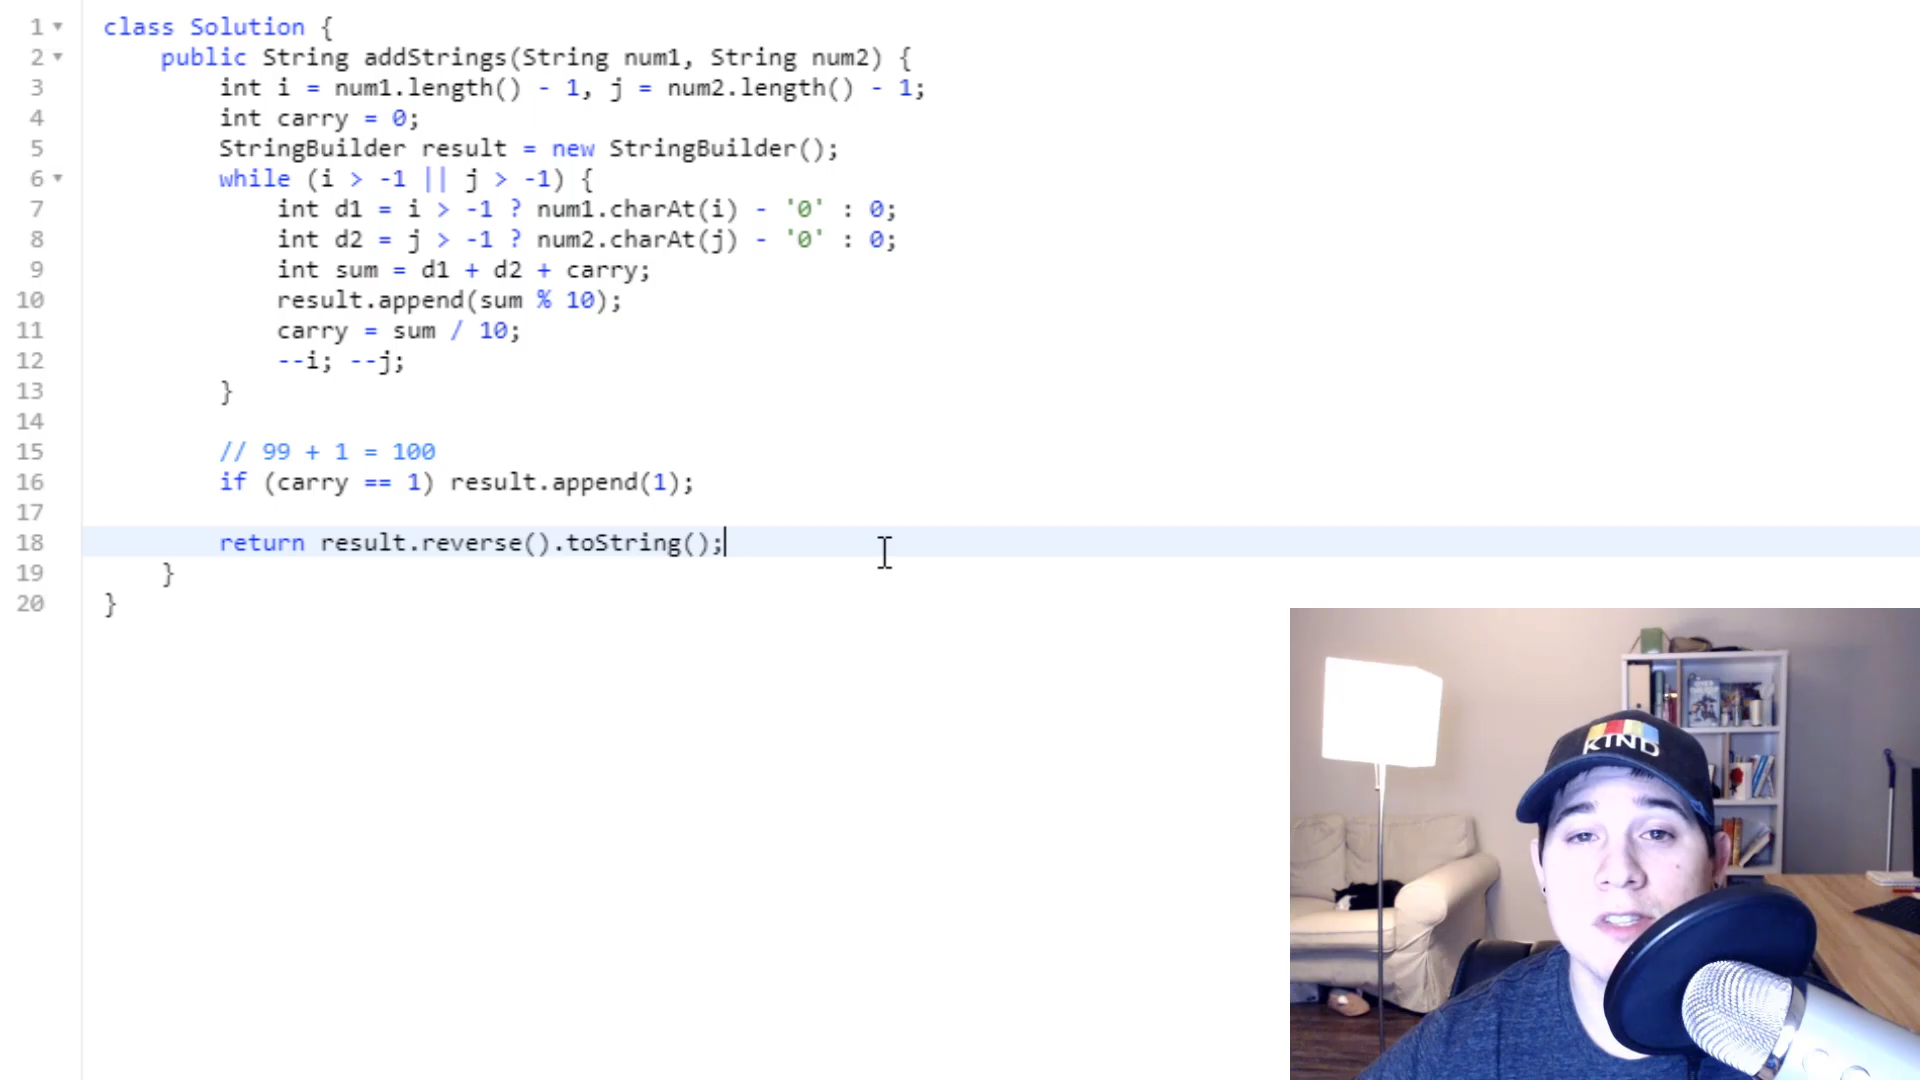 1 class Solution {
2 public String addStrings(String num1, String num2) {
3 int i = num1.length() - 1, j = num2.length() - 1;
4 int carry = 0;
5 StringBuilder result = new StringBuilder();
6 while (i > -1 || j > -1) {
7 int d1 = i > -1 ? num1.charAt(i) - '0' : 0;
8 int d2 = j > -1 ? num2.charAt(j) - '0' : 0;
9 int sum = d1 + d2 + carry;
10 result.append(sum % 10);
11 carry = sum / 10;
12 --i; --j;
13 }
14
15 // 99 + 1 = 100
16 if (carry == 1) result.append(1);
17
18 return result.reverse().toString();
19 }
20 }
KIND